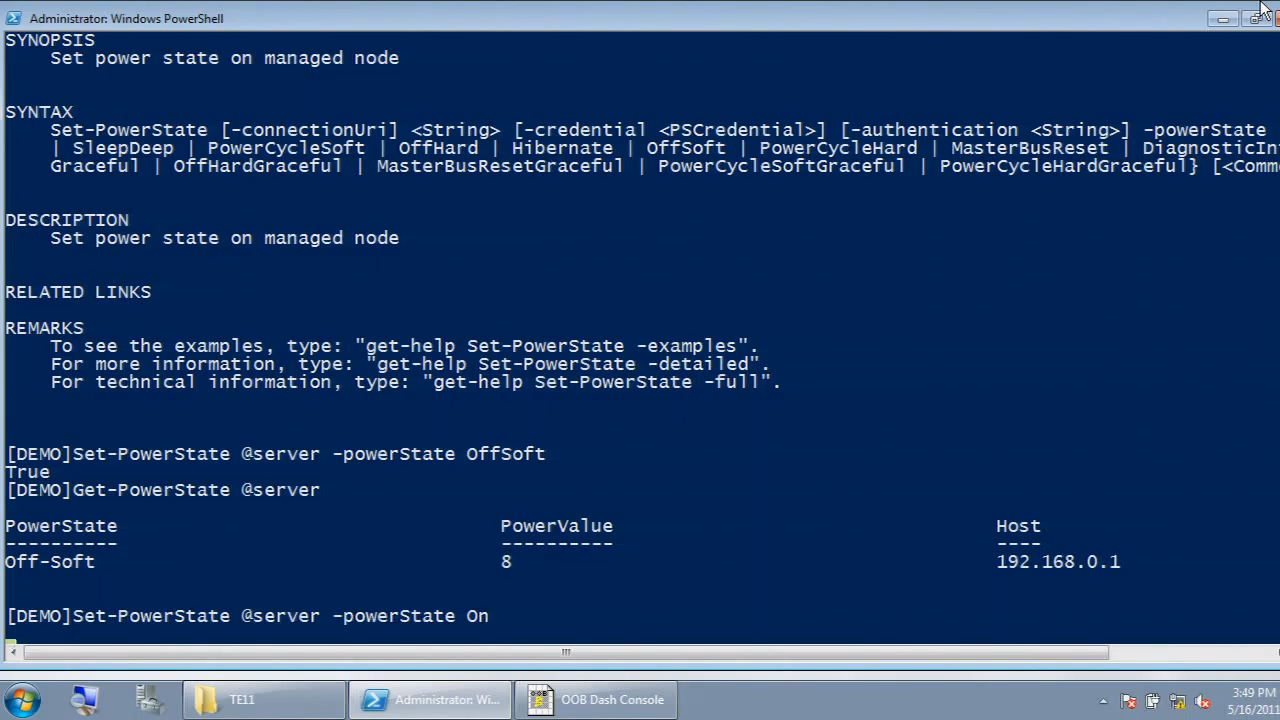 Administrator: Windows PowerShell
SYNOPSIS
Set power state on managed node
SYNTAX
Set-PowerState [-connectionUri] <String> [-credential <PSCredential>] [-authentication <String>] -powerState
| SleepDeep | PowerCycleSoft | OffHard | Hibernate | OffSoft | PowerCycleHard | MasterBusReset | DiagnosticIn
Graceful | OffHardGraceful | MasterBusResetGraceful | PowerCycleSoftGraceful | PowerCycleHardGraceful} [<Comm
DESCRIPTION
Set power state on managed node
RELATED LINKS
REMARKS
To see the examples, type: "get-help Set-PowerState -examples".
For more information, type: "get-help Set-PowerState -detailed".
For technical information, type: "get-help Set-PowerState -full".
[DEMO]Set-PowerState @server -powerState OffSoft
True
[DEMO]Get-PowerState @server
PowerState PowerValue Host
---------- ---------- ----
Off-Soft 8 192.168.0.1
[DEMO]Set-PowerState @server -powerState On
TE11 Administrator: Wi... OOB Dash Console 3:49 PM
5/16/2011